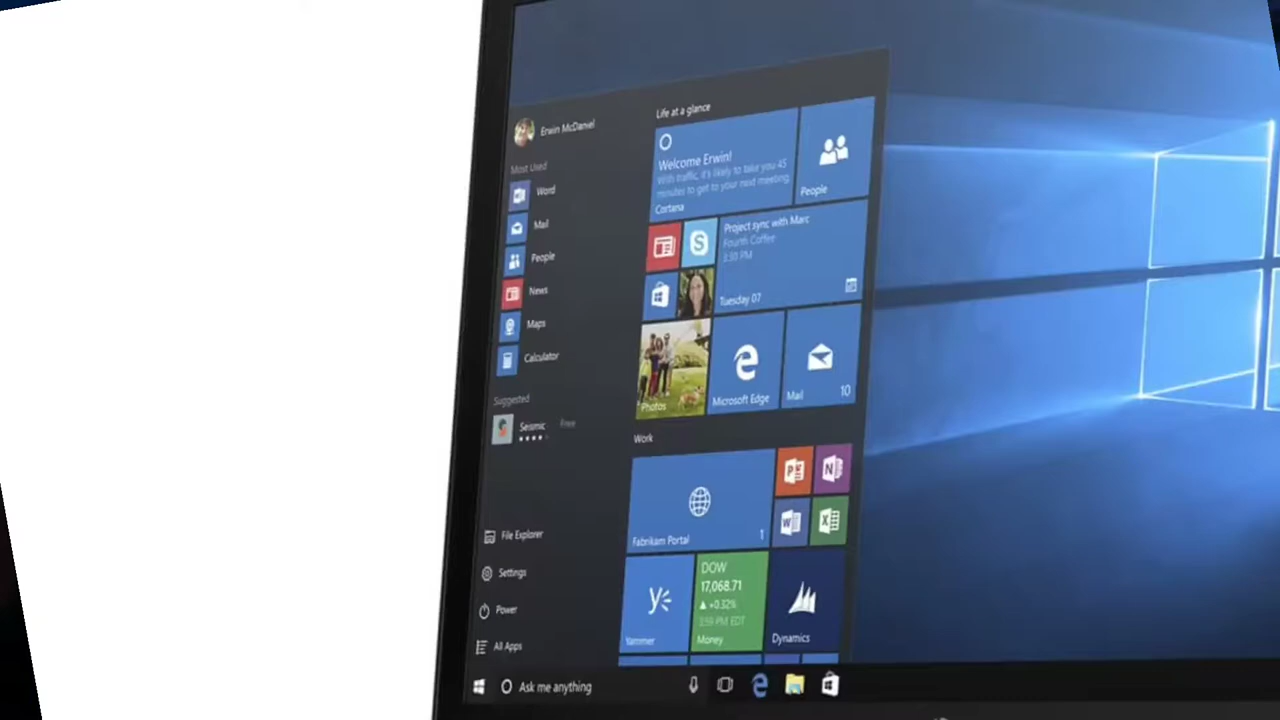 Erwin McDaniel
Most Used
Word
Mail
People
News
Maps
Calculator
Suggested
Seismic Free
File Explorer
Settings
Power
All Apps
Life at a glance
Welcome Erwin!
With traffic, it's likely to take you 45
minutes to get to your next meeting.
Cortana
People
Project sync with Marc
Fourth Coffee
3:30 PM
Tuesday 07
Photos
Microsoft Edge
Mail
10
Work
Fabrikam Portal
1
Yammer
DOW
17,068.71
▲ +0.32%
3:59 PM EDT
Money
Dynamics
Ask me anything